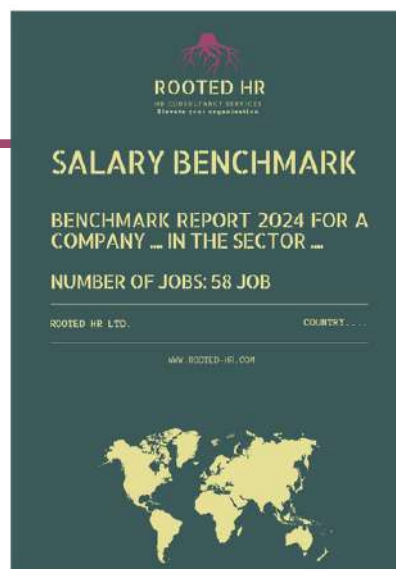 ROOTED HR
HR CONSULTANCY SERVICES
Elevate your organisation
SALARY BENCHMARK
BENCHMARK REPORT 2024 FOR A
COMPANY ... IN THE SECTOR ...
NUMBER OF JOBS: 58 JOB
ROOTED HR LTD.
COUNTRY....
WWW.ROOTED-HR.COM